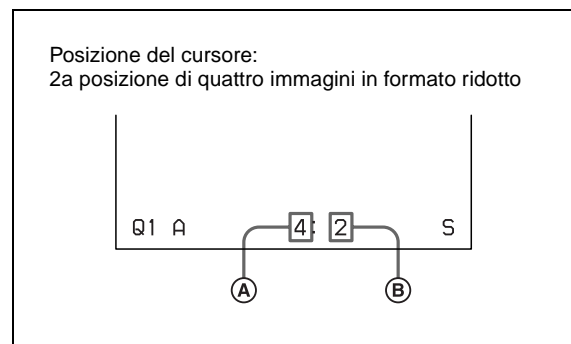 Posizione del cursore:
2a posizione di quattro immagini in formato ridotto
Q1 A 4: 2 S
A B